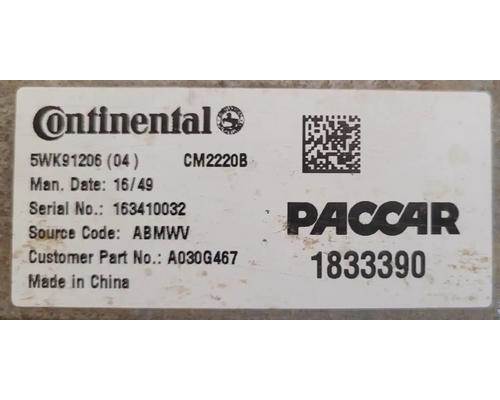 Continental
5WK91206 (04) CM2220B
Man. Date: 16/49
Serial No.: 163410032
Source Code: ABMWV
Customer Part No.: A030G467
Made in China
PACCAR
1833390